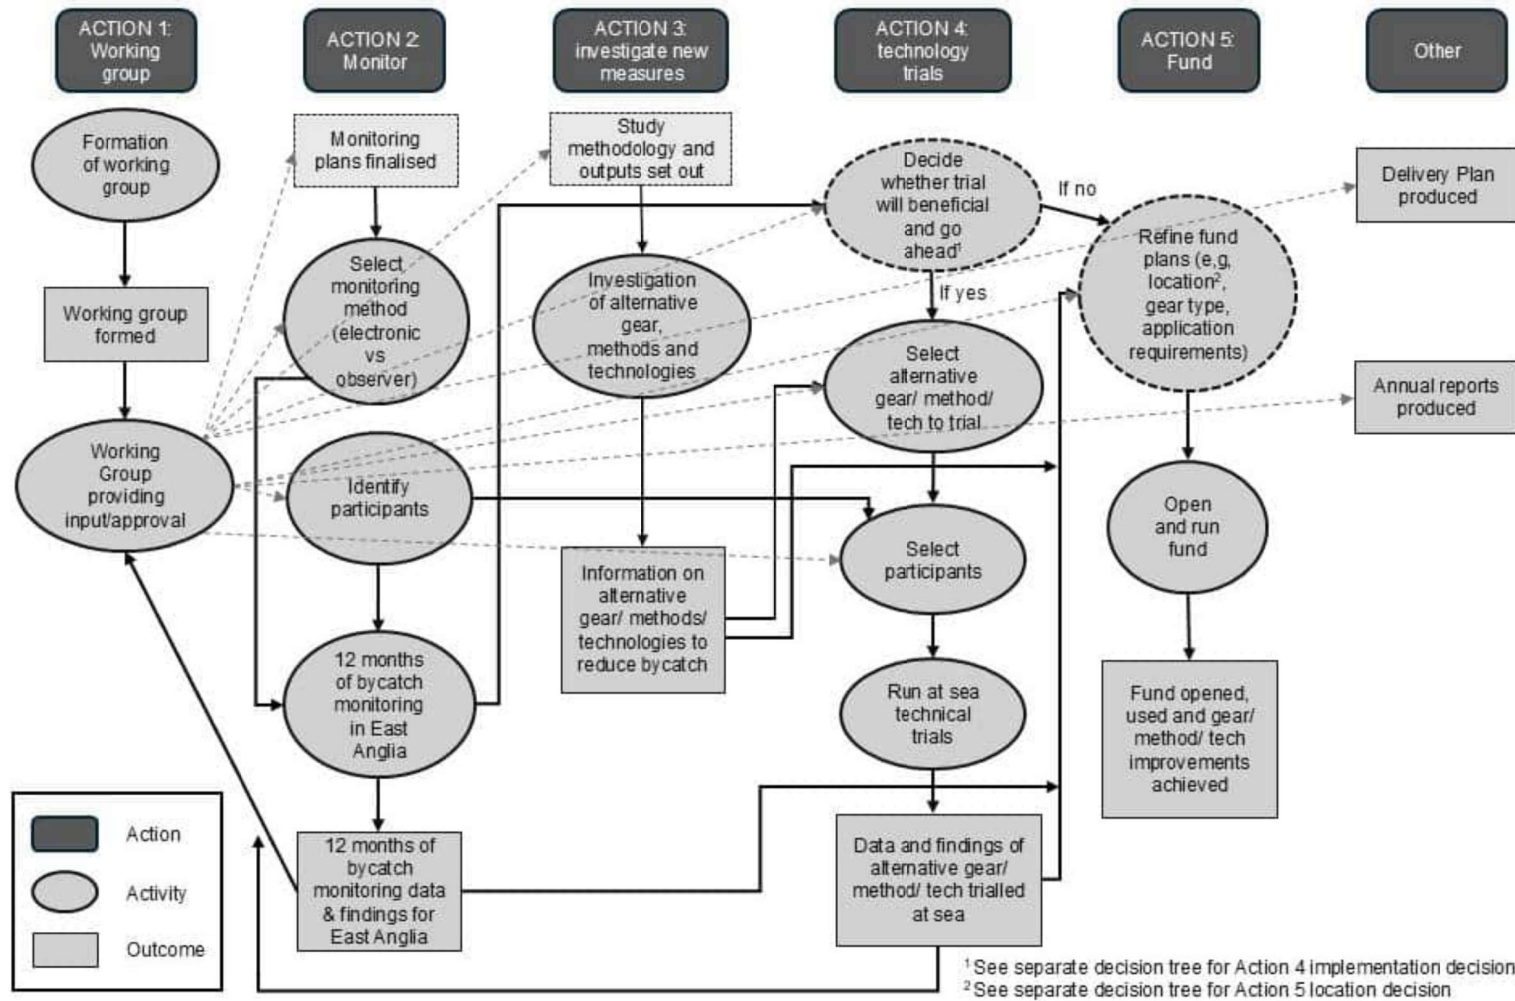 ACTION 1:
Working
group
ACTION 2:
Monitor
ACTION 3:
investigate new
measures
ACTION 4:
technology
trials
ACTION 5:
Fund
Other
Formation
of working
group
Working group
formed
Working
Group
providing
input/approval
Monitoring
plans finalised
Select
monitoring
method
(electronic
vs
observer)
Identify
participants
12 months
of bycatch
monitoring
in East
Anglia
12 months of
bycatch
monitoring data
& findings for
East Anglia
Study
methodology and
outputs set out
Investigation
of alternative
gear,
methods and
technologies
Information on
alternative
gear/ methods/
technologies to
reduce bycatch
Decide
whether trial
will beneficial
and go
ahead¹
If no
If yes
Select
alternative
gear/ method/
tech to trial
Select
participants
Run at sea
technical
trials
Data and findings of
alternative gear/
method/ tech trialled
at sea
Refine fund
plans (e,g,
location²,
gear type,
application
requirements)
Open
and run
fund
Fund opened,
used and gear/
method/ tech
improvements
achieved
Delivery Plan
produced
Annual reports
produced
Action
Activity
Outcome
¹ See separate decision tree for Action 4 implementation decision
² See separate decision tree for Action 5 location decision